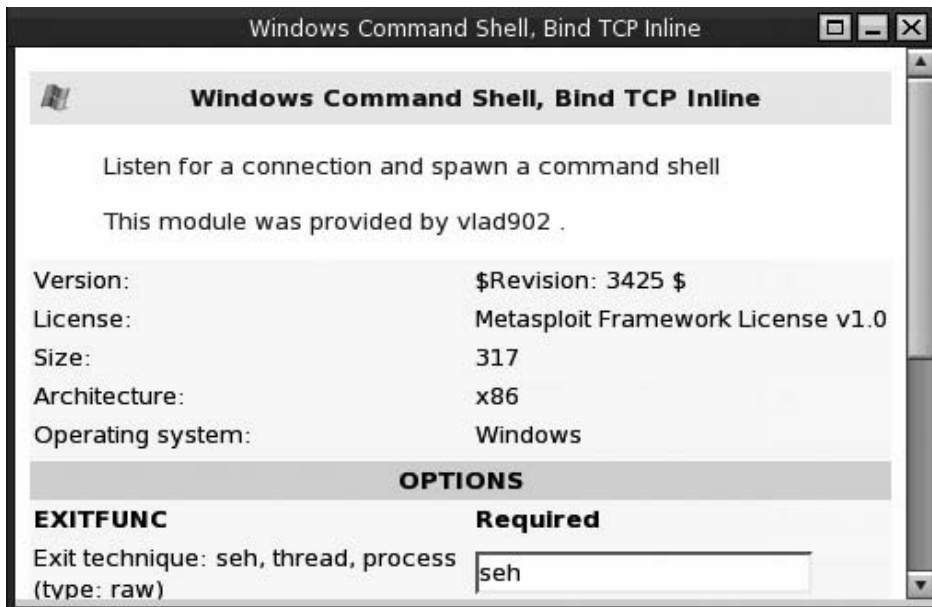 Windows Command Shell, Bind TCP Inline
Windows Command Shell, Bind TCP Inline
Listen for a connection and spawn a command shell
This module was provided by vlad902 .
Version: $Revision: 3425 $
License: Metasploit Framework License v1.0
Size: 317
Architecture: x86
Operating system: Windows
OPTIONS
EXITFUNC Required
Exit technique: seh, thread, process seh
(type: raw)